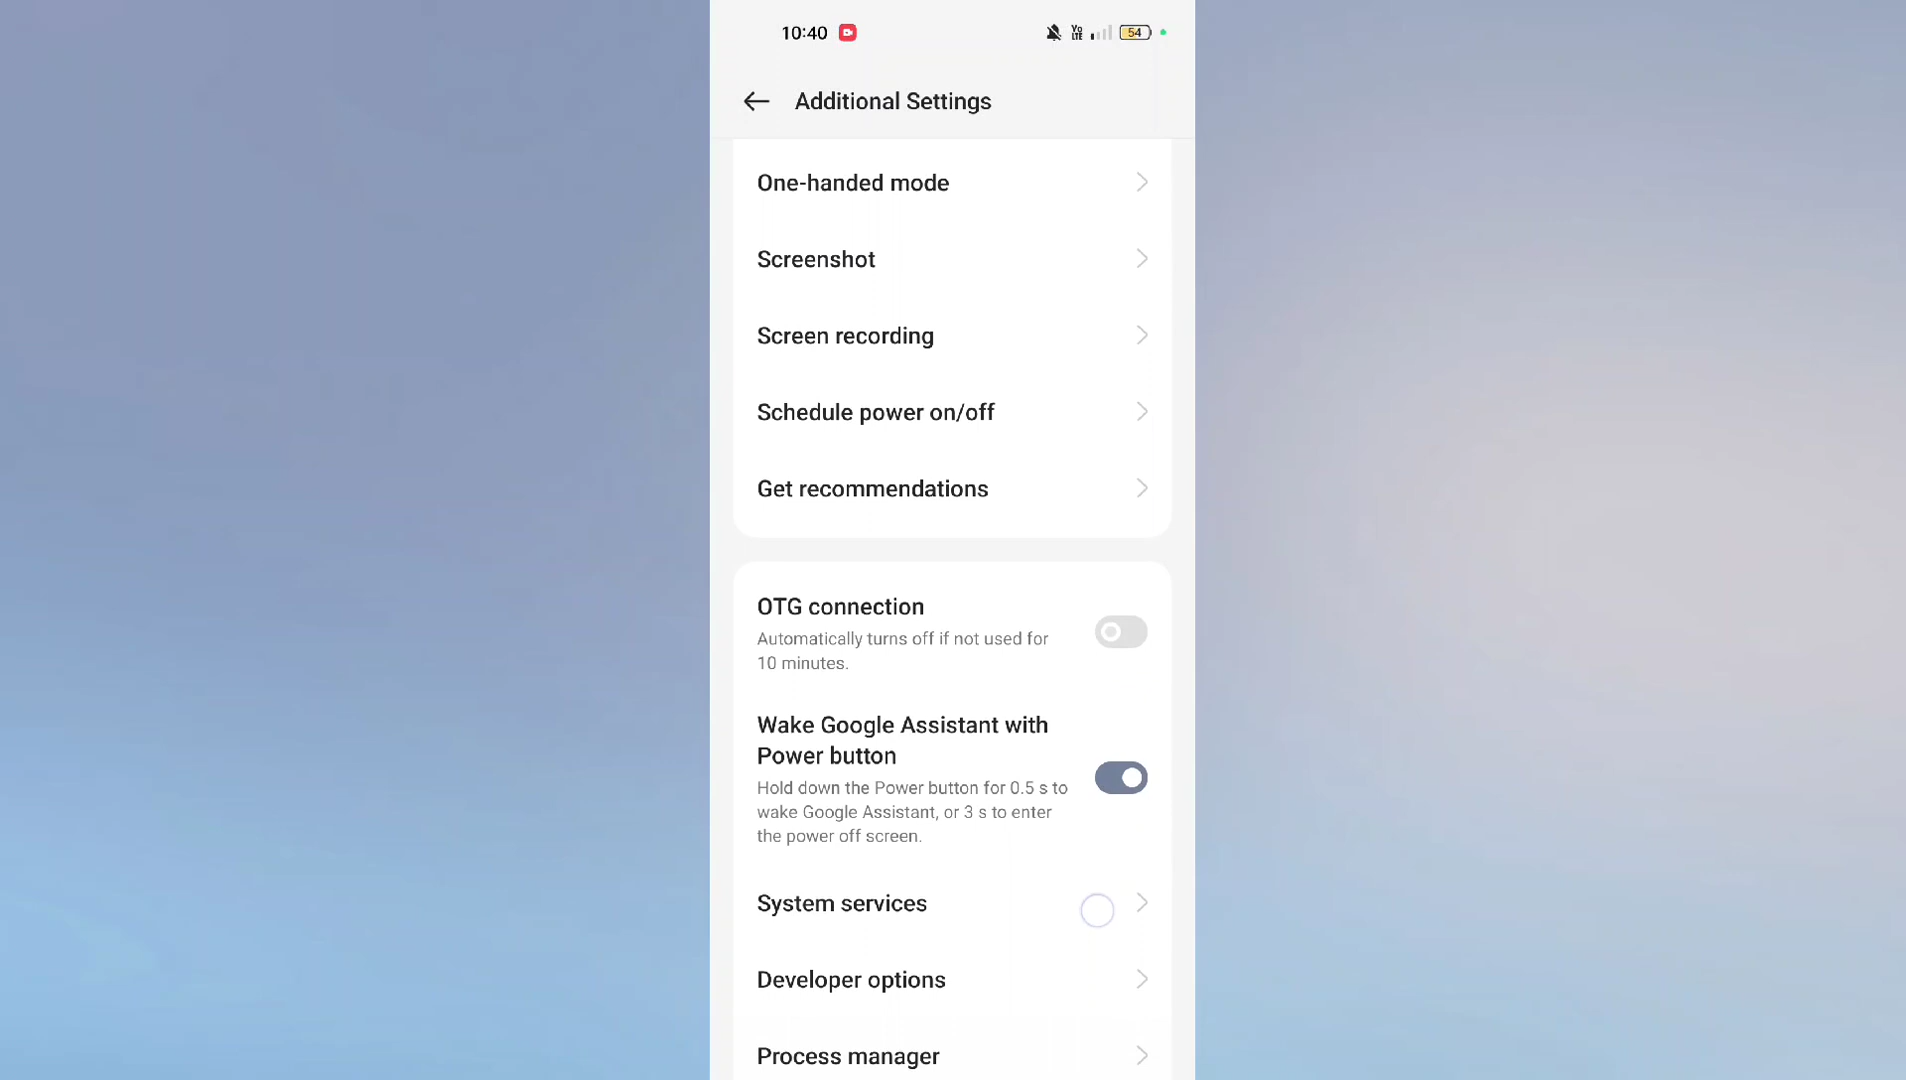 10:40
Vo
LTE
54
Additional Settings
One-handed mode
Screenshot
Screen recording
Schedule power on/off
Get recommendations
OTG connection
Automatically turns off if not used for
10 minutes.
Wake Google Assistant with
Power button
Hold down the Power button for 0.5 s to
wake Google Assistant, or 3 s to enter
the power off screen.
System services
Developer options
Process manager